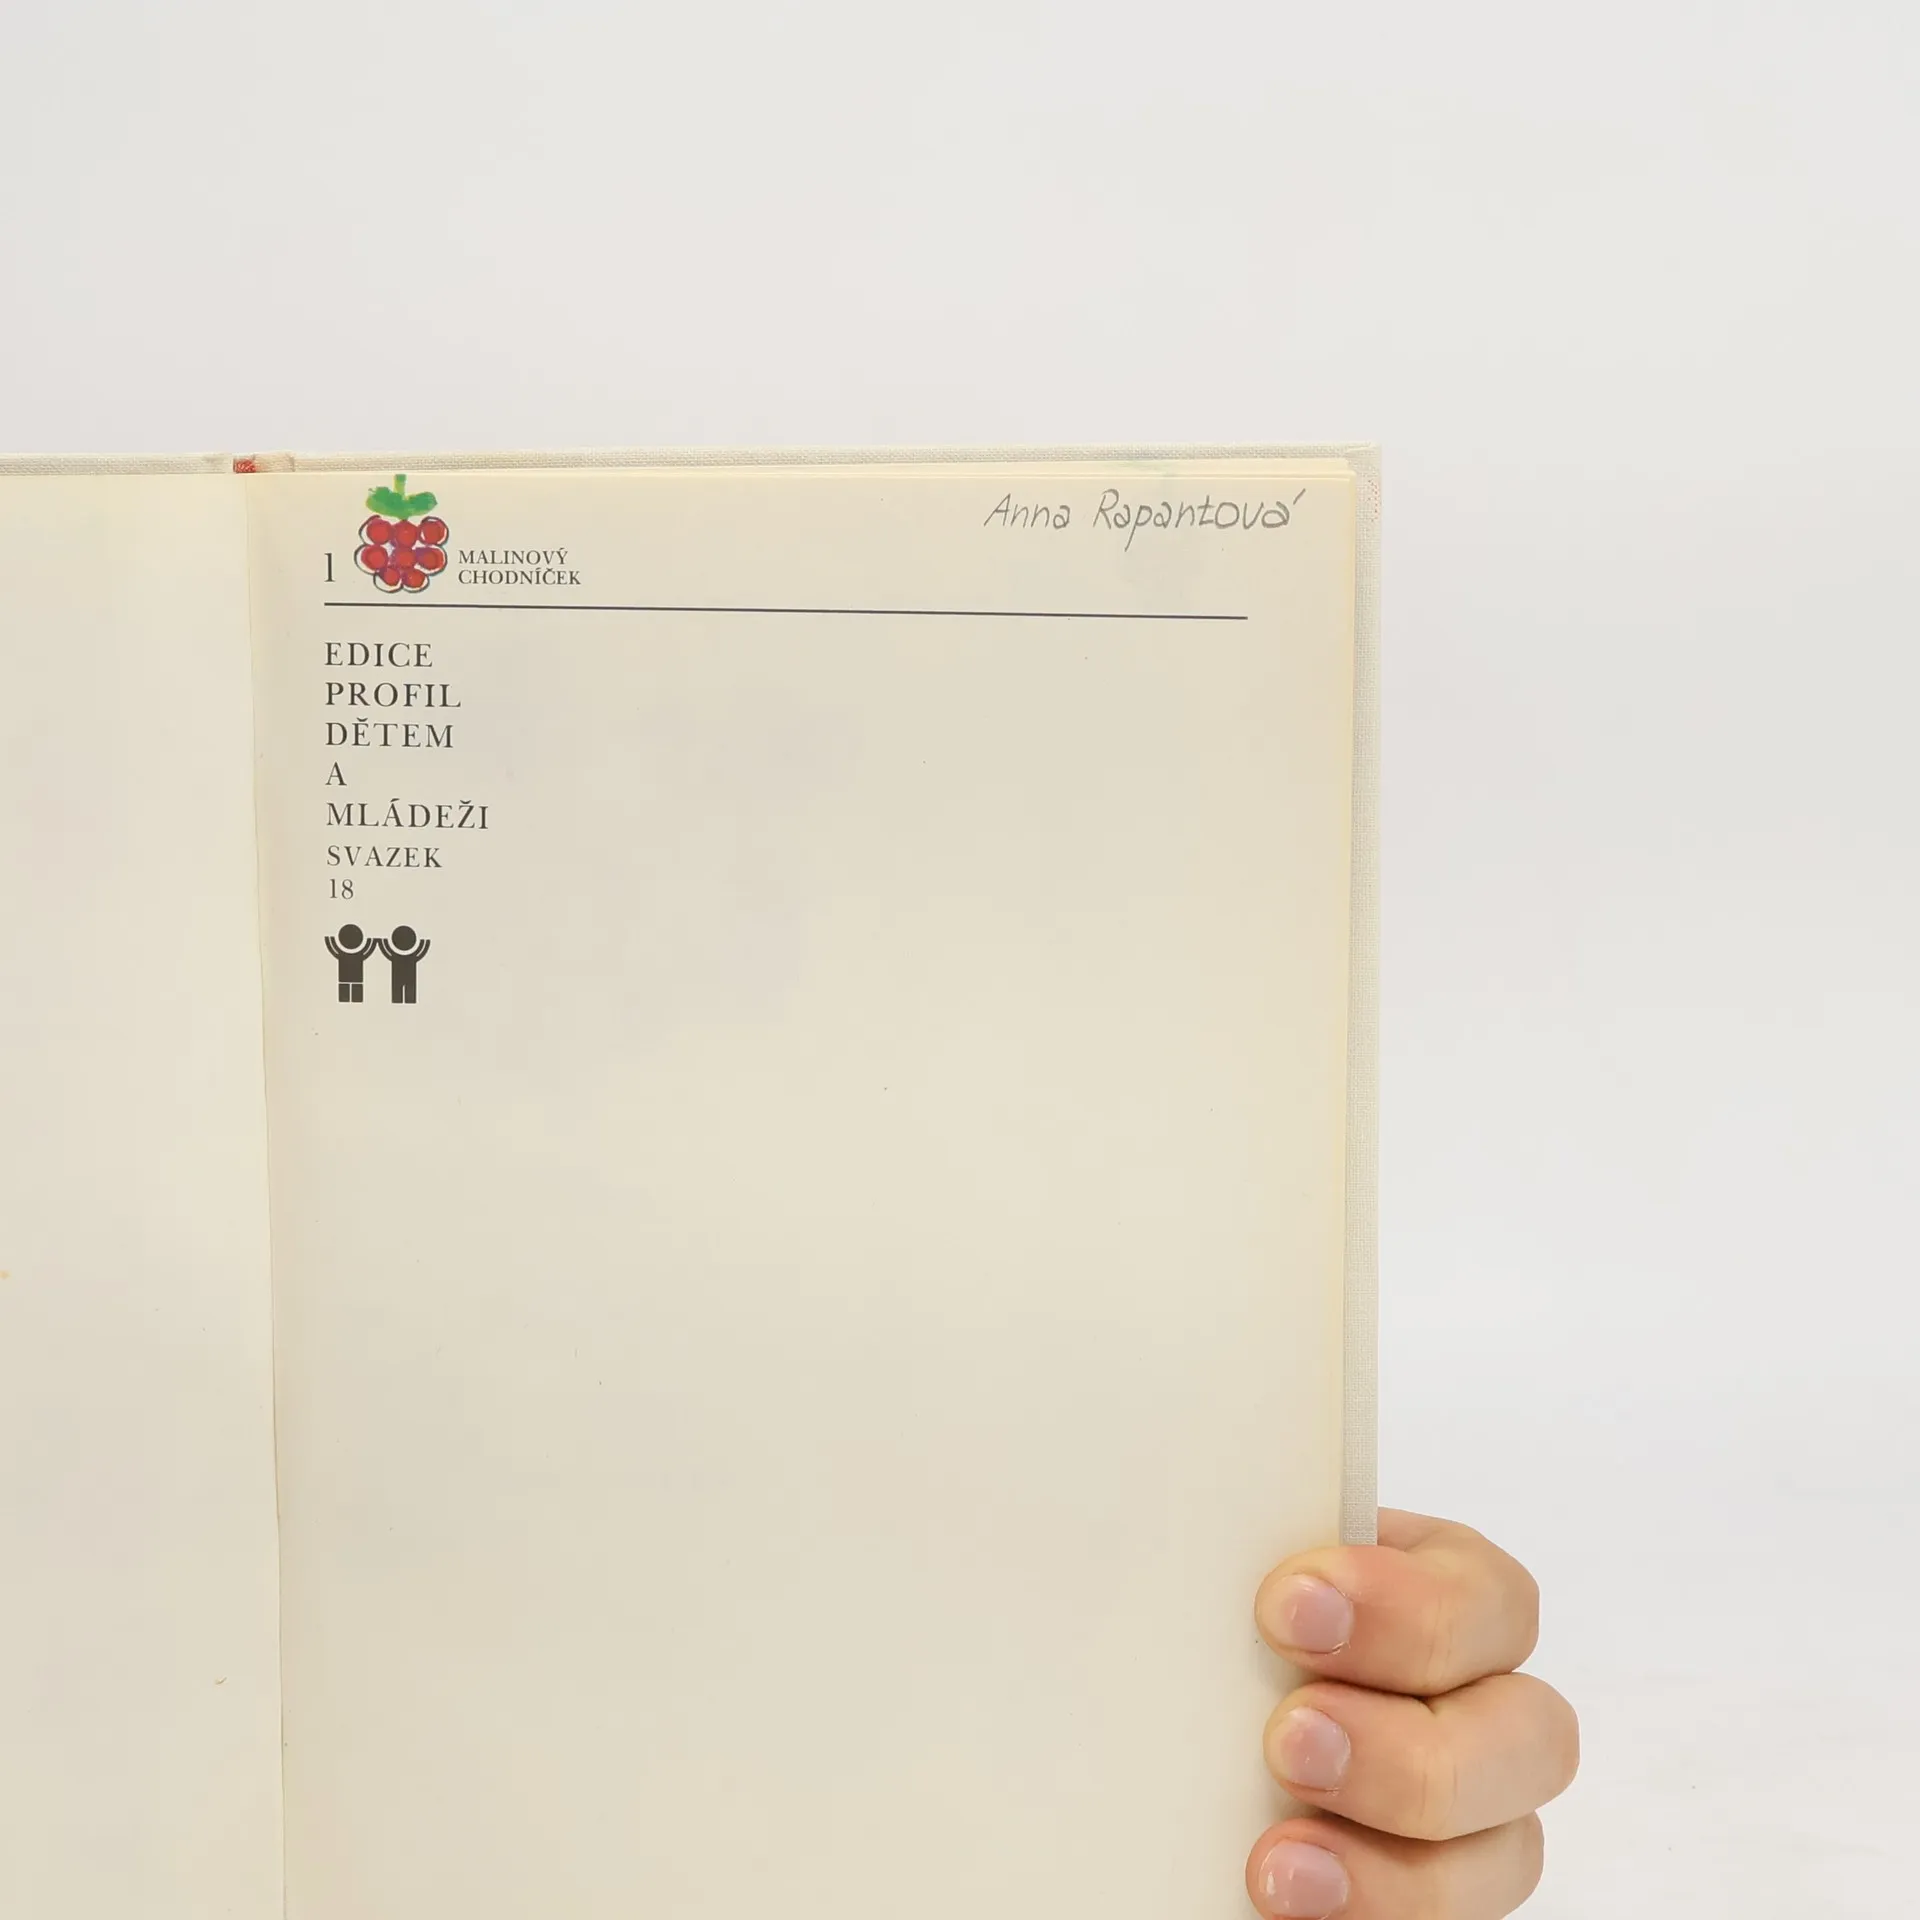 Anna Rapantová
1 MALINOVÝ
CHODNÍČEK
EDICE
PROFIL
DĚTEM
A
MLÁDEŽI
SVAZEK
18